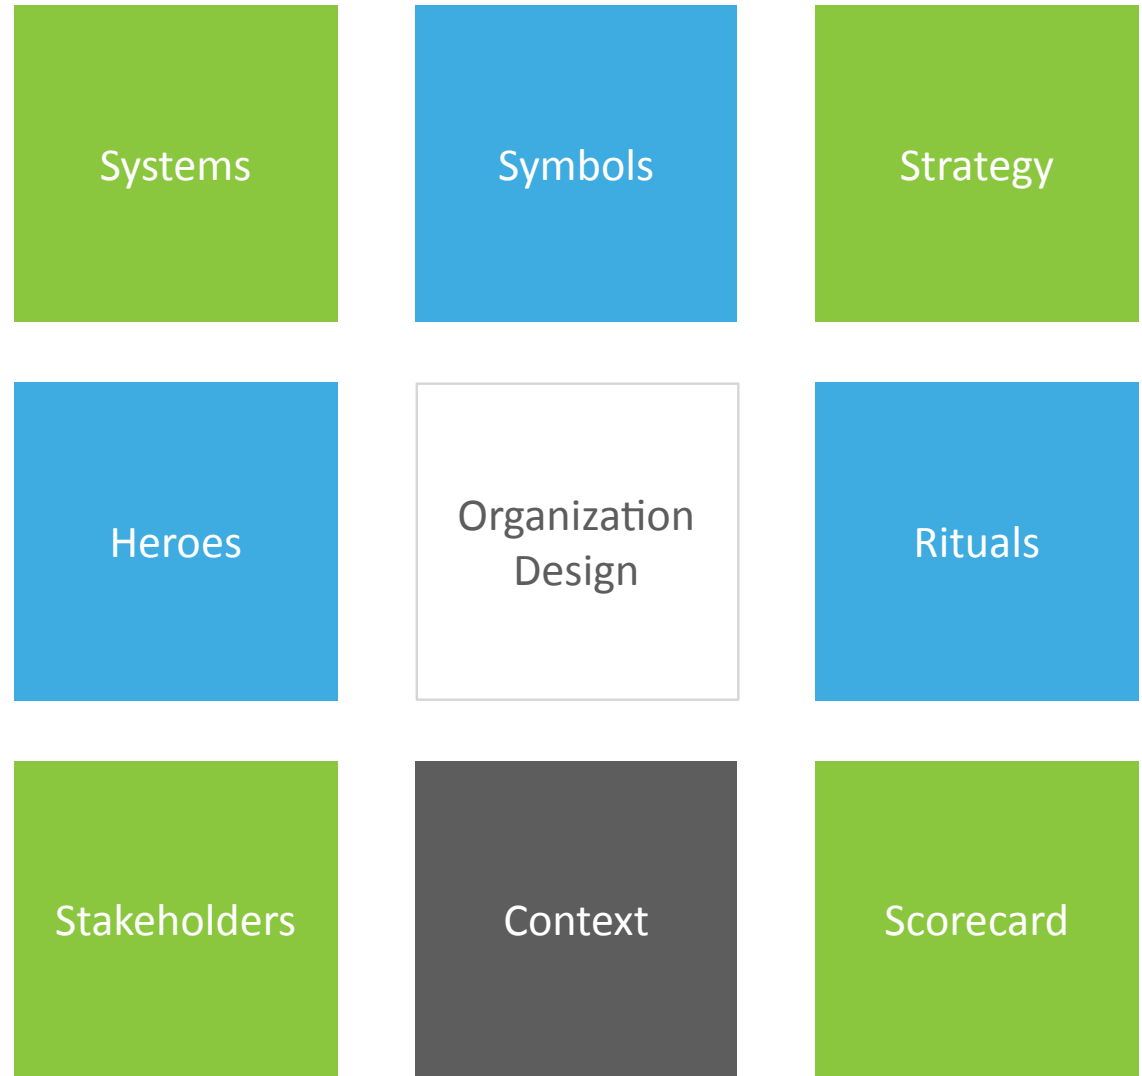 Systems
Symbols
Strategy
Heroes
Organization
Design
Rituals
Stakeholders
Context
Scorecard